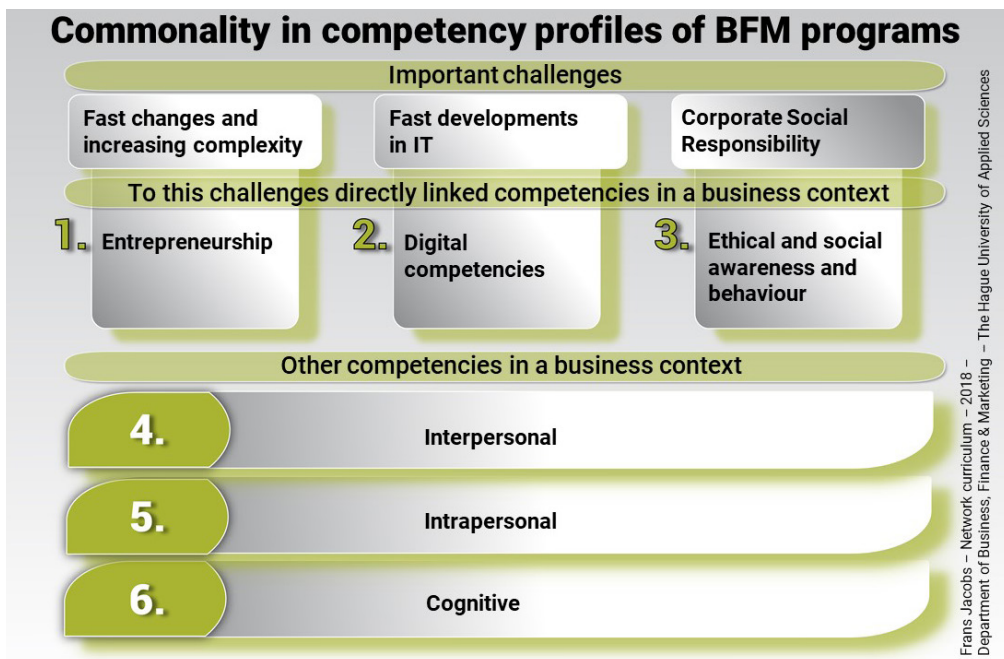 Commonality in competency profiles of BFM programs
Important challenges
Fast changes and
increasing complexity
Fast developments
in IT
Corporate Social
Responsibility
To this challenges directly linked competencies in a business context
1. Entrepreneurship
2. Digital
competencies
3. Ethical and social
awareness and
behaviour
Other competencies in a business context
4. Interpersonal
5. Intrapersonal
6. Cognitive
Frans Jacobs – Network curriculum – 2018 –
Department of Business, Finance & Marketing – The Hague University of Applied Sciences